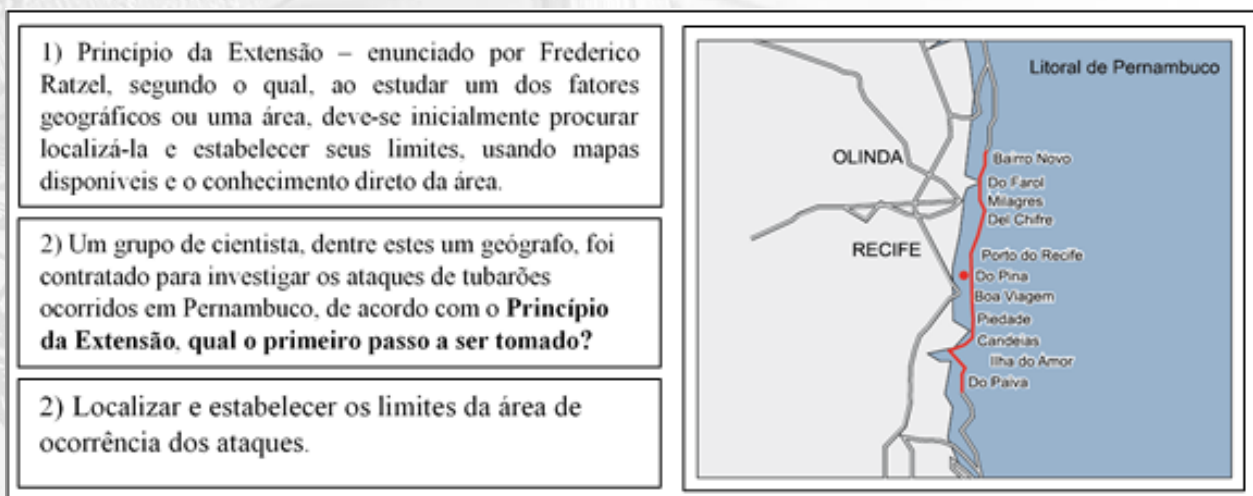 1) Princípio da Extensão – enunciado por Frederico
Ratzel, segundo o qual, ao estudar um dos fatores
geográficos ou uma área, deve-se inicialmente procurar
localizá-la e estabelecer seus limites, usando mapas
disponíveis e o conhecimento direto da área.
2) Um grupo de cientista, dentre estes um geógrafo, foi
contratado para investigar os ataques de tubarões
ocorridos em Pernambuco, de acordo com o Princípio
da Extensão, qual o primeiro passo a ser tomado?
2) Localizar e estabelecer os limites da área de
ocorrência dos ataques.
Litoral de Pernambuco
OLINDA
Bairro Novo
Do Farol
Milagres
Del Chifre
RECIFE
Porto do Recife
Do Pina
Boa Viagem
Piedade
Candeias
Ilha do Amor
Do Paiva